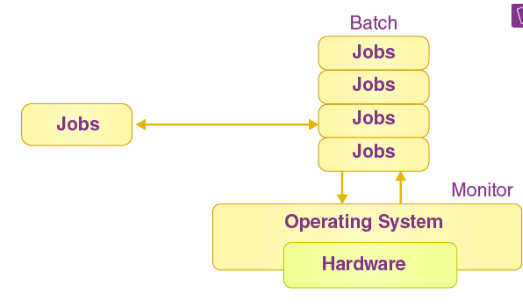 Batch
Jobs
Jobs
Jobs
Jobs
Jobs
Monitor
Operating System
Hardware